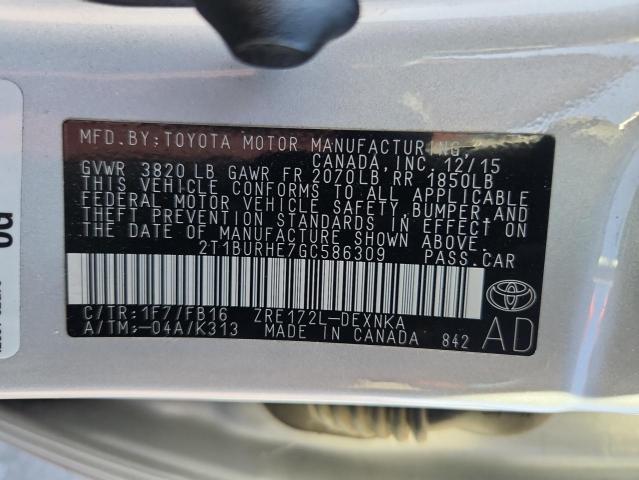 MFD.BY:TOYOTA MOTOR MANUFACTURING,
CANADA, INC. 12/15
GVWR 3820 LB GAWR FR 2070LB RR 1850LB
THIS VEHICLE CONFORMS TO ALL APPLICABLE
FEDERAL MOTOR VEHICLE SAFETY, BUMPER, AND
THEFT PREVENTION STANDARDS IN EFFECT ON
THE DATE OF MANUFACTURE SHOWN ABOVE.
2T1BURHE7GC586309 PASS.CAR
C/TR:1F7/FB16 ZRE172L-DEXNKA
A/TM:-04A/K313 MADE IN CANADA 842
AD